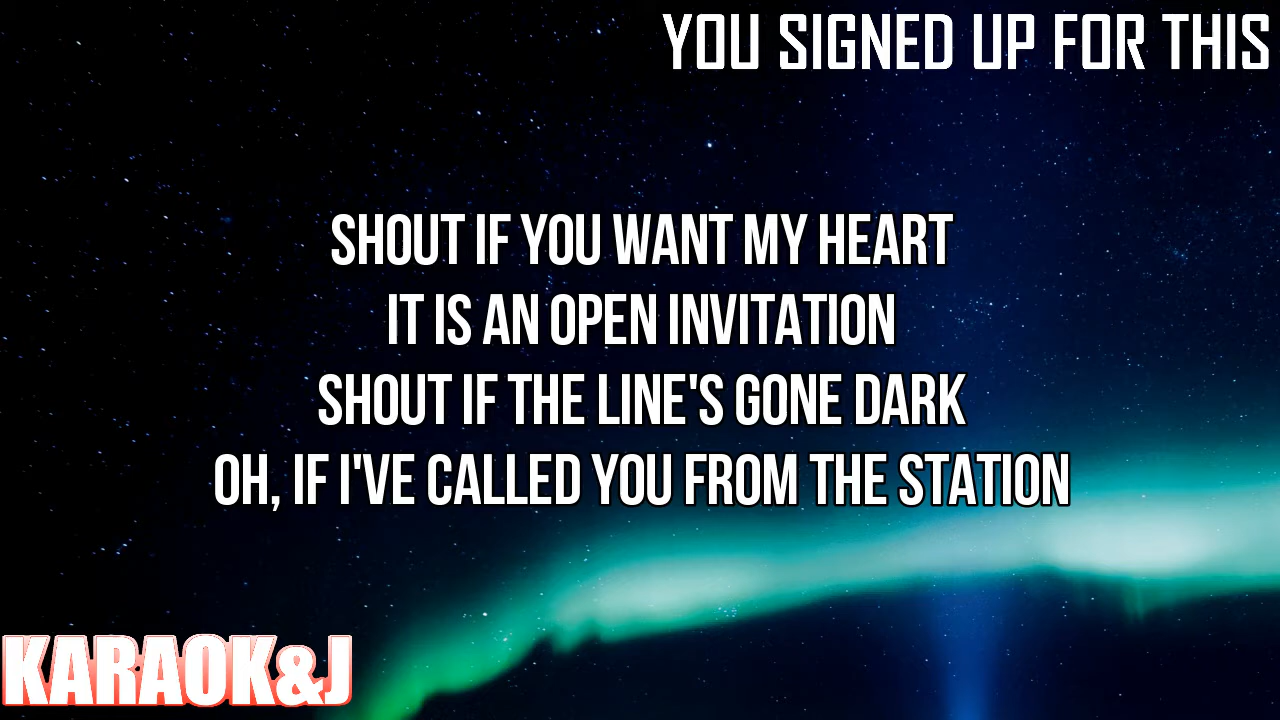 YOU SIGNED UP FOR THIS
SHOUT IF YOU WANT MY HEART
IT IS AN OPEN INVITATION
SHOUT IF THE LINE'S GONE DARK
OH, IF I'VE CALLED YOU FROM THE STATION
KARAOK&J